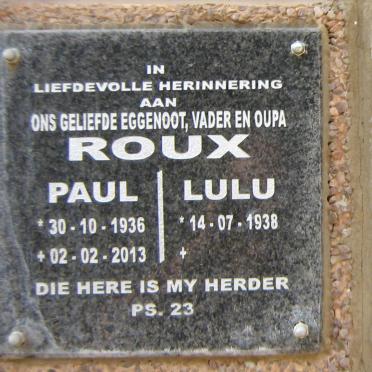 IN
LIEFDEVOLLE HERINNERING
AAN
ONS GELIEFDE EGGENOOT, VADER EN OUPA
ROUX
PAUL | LULU
* 30 - 10 - 1936 | * 14 - 07 - 1938
+ 02 - 02 - 2013 | +
DIE HERE IS MY HERDER
PS. 23